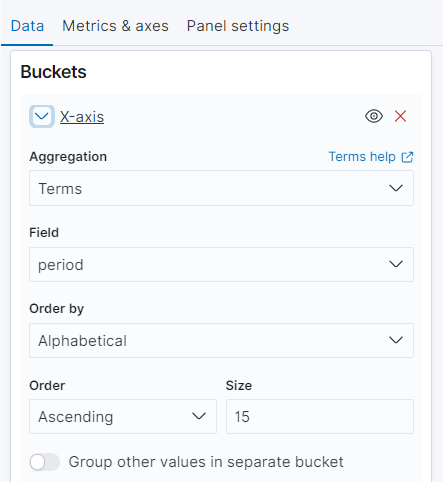 Data Metrics & axes Panel settings
Buckets
X-axis
Aggregation Terms help
Terms
Field
period
Order by
Alphabetical
Order Size
Ascending 15
Group other values in separate bucket